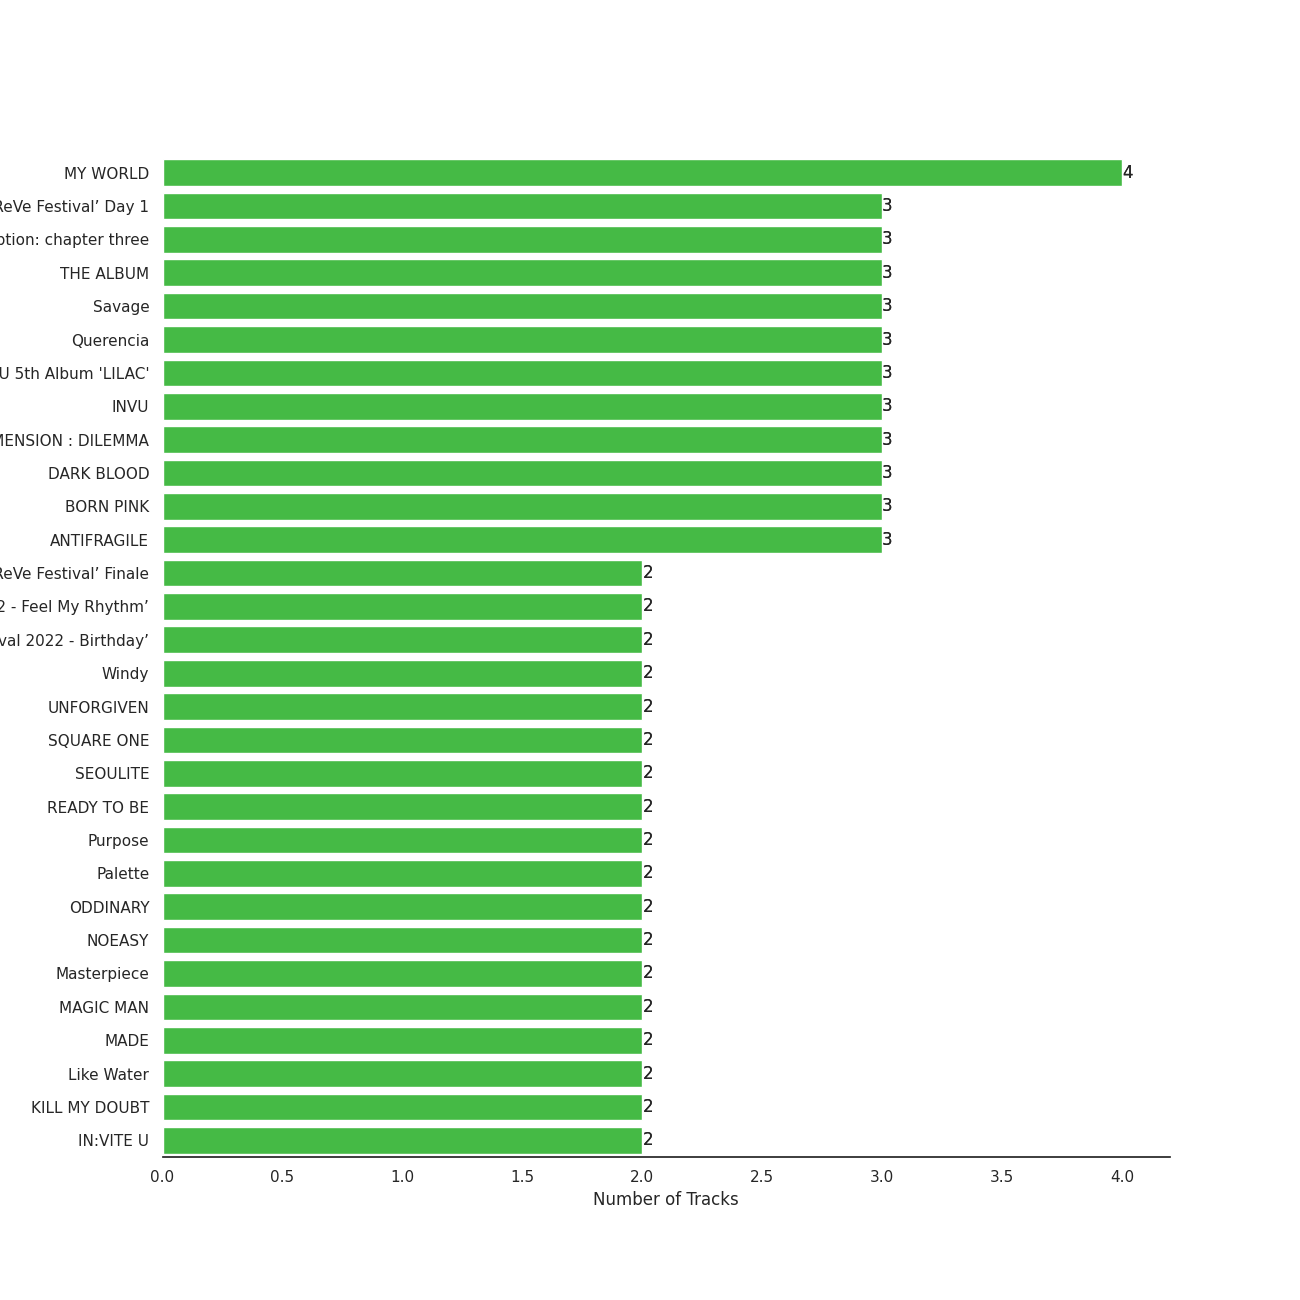 MY WORLD 4
ReVe Festival’ Day 1 3
ption: chapter three 3
THE ALBUM 3
Savage 3
Querencia 3
U 5th Album 'LILAC' 3
INVU 3
MENSION : DILEMMA 3
DARK BLOOD 3
BORN PINK 3
ANTIFRAGILE 3
ReVe Festival’ Finale 2
2 - Feel My Rhythm’ 2
val 2022 - Birthday’ 2
Windy 2
UNFORGIVEN 2
SQUARE ONE 2
SEOULITE 2
READY TO BE 2
Purpose 2
Palette 2
ODDINARY 2
NOEASY 2
Masterpiece 2
MAGIC MAN 2
MADE 2
Like Water 2
KILL MY DOUBT 2
IN:VITE U 2
0.0 0.5 1.0 1.5 2.0 2.5 3.0 3.5 4.0
Number of Tracks